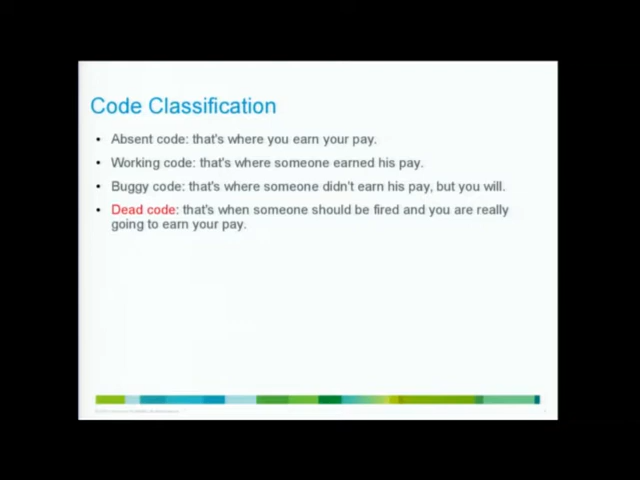 Code Classification
• Absent code: that's where you earn your pay.
• Working code: that's where someone earned his pay.
• Buggy code: that's where someone didn't earn his pay, but you will.
• Dead code: that's when someone should be fired and you are really
going to earn your pay.